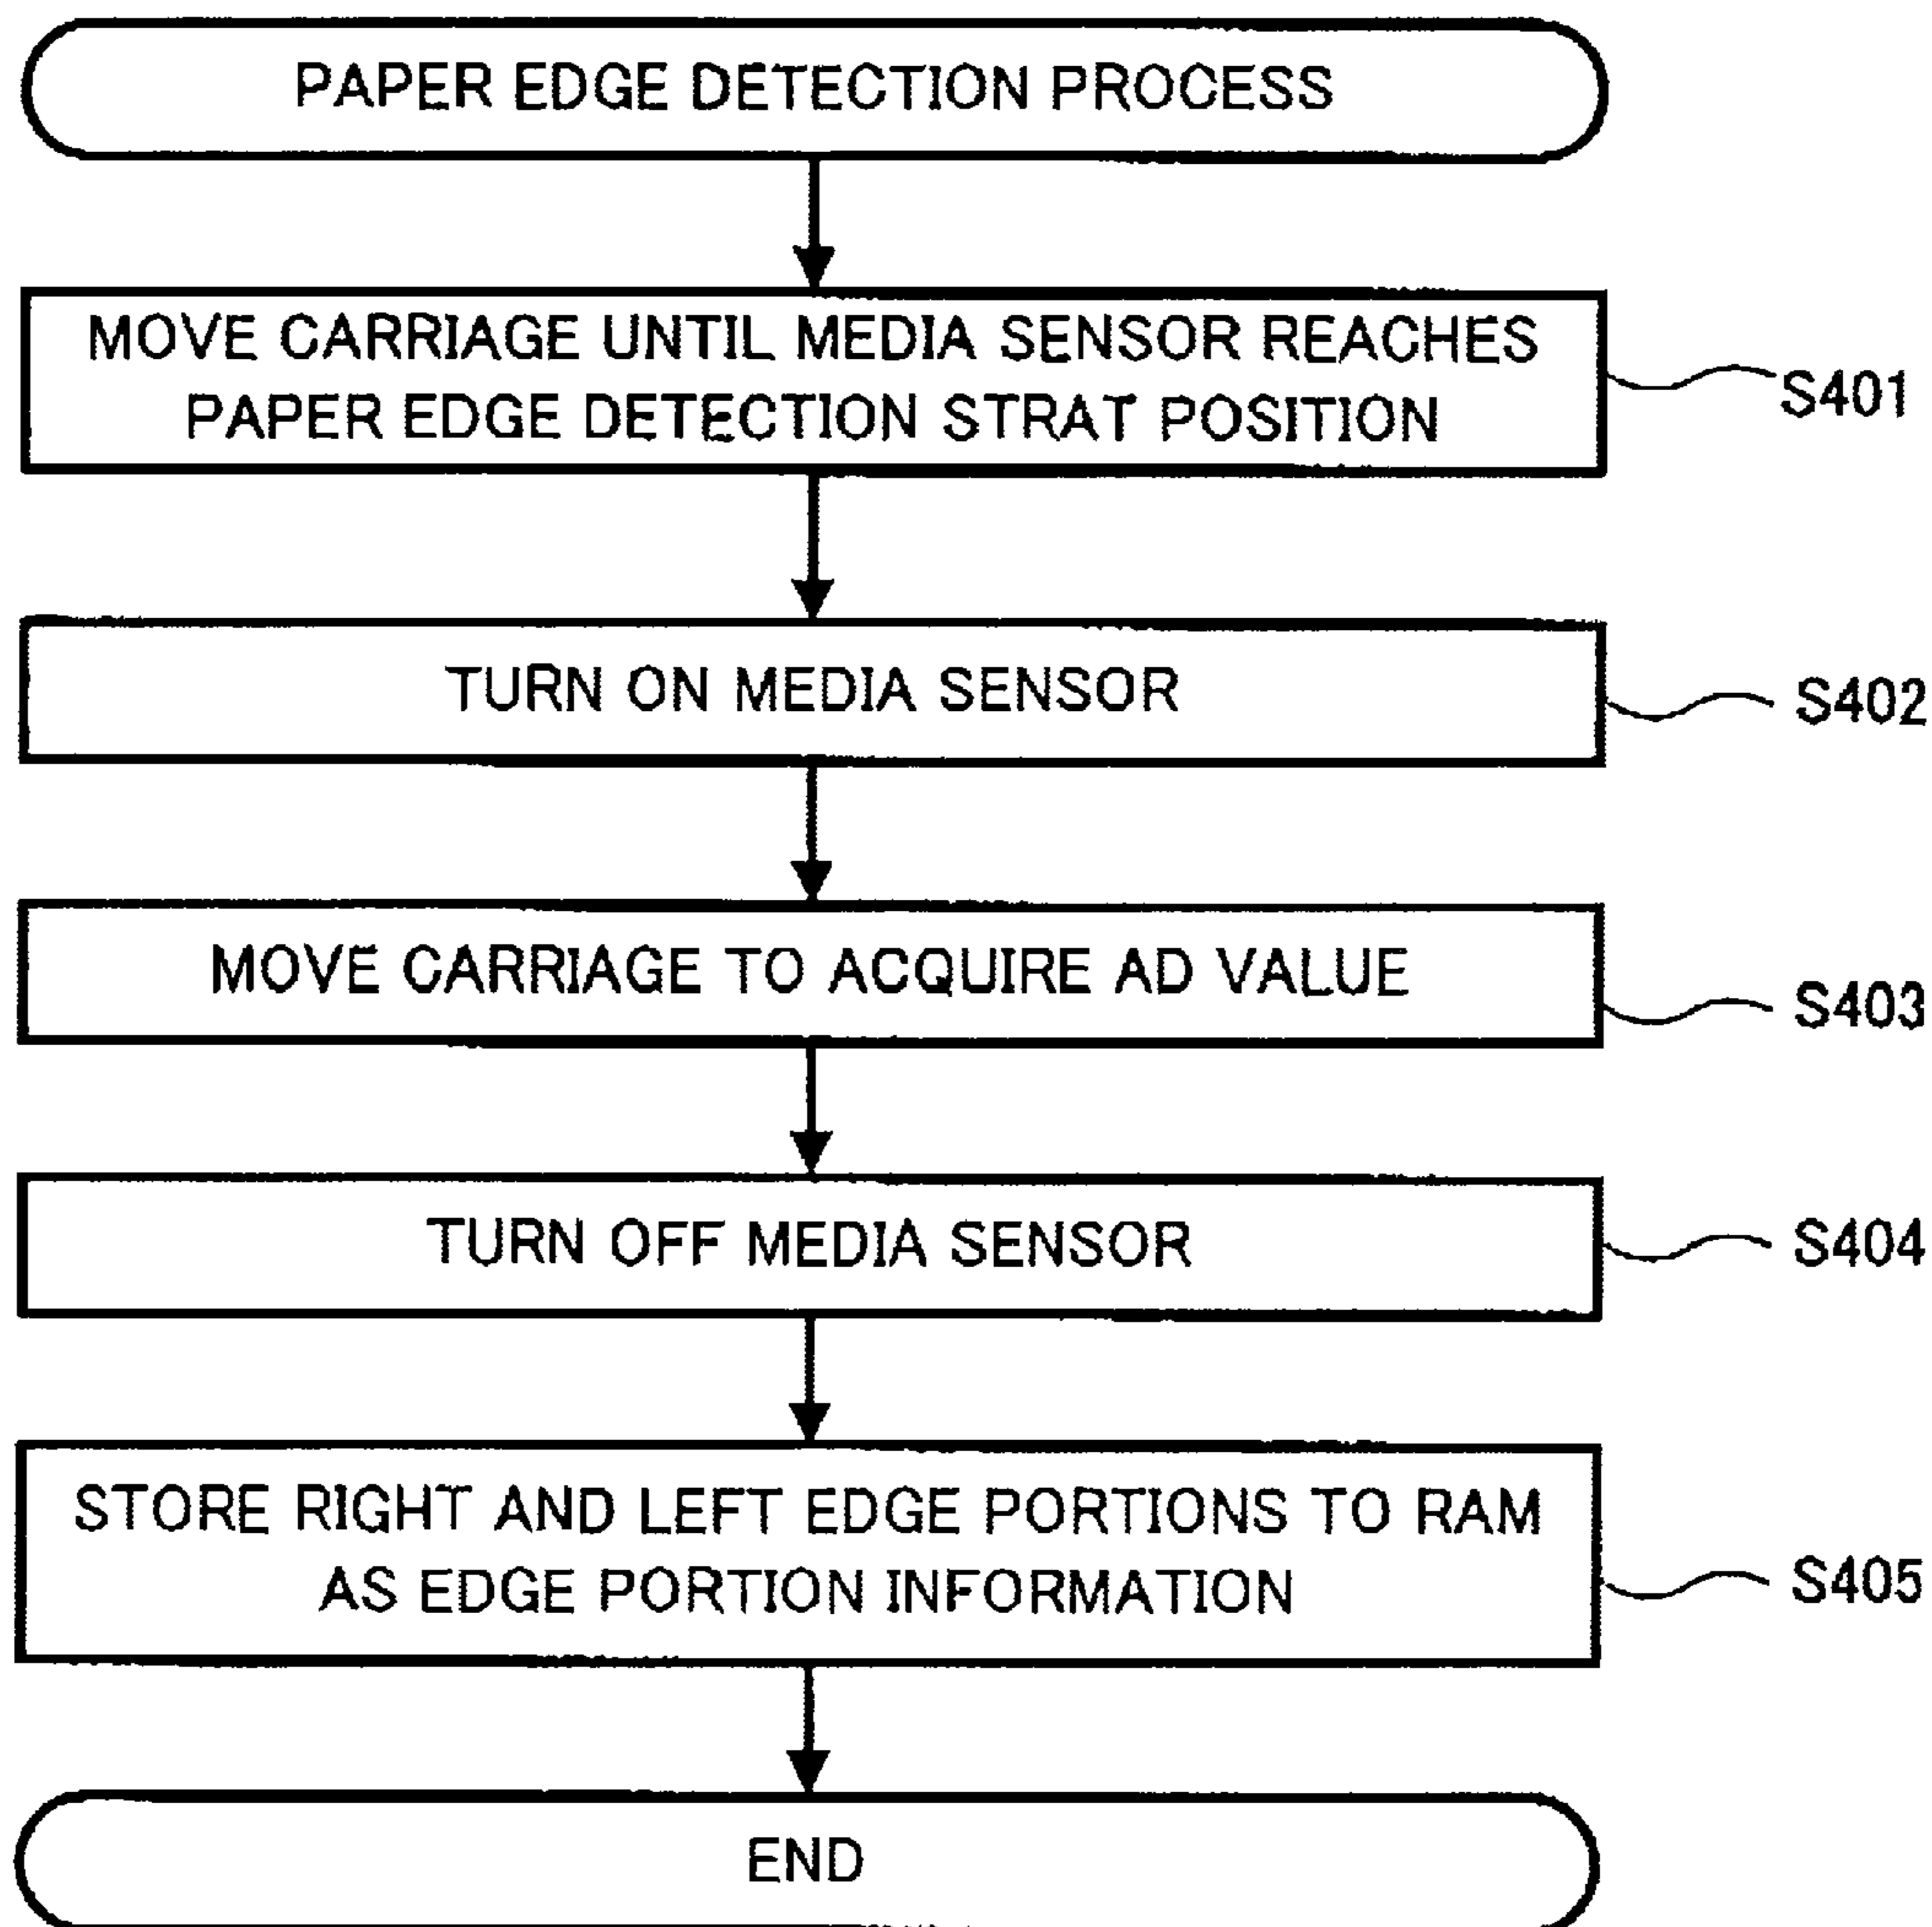 PAPER EDGE DETECTION PROCESS
MOVE CARRIAGE UNTIL MEDIA SENSOR REACHES
PAPER EDGE DETECTION STRAT POSITION
S401
TURN ON MEDIA SENSOR
S402
MOVE CARRIAGE TO ACQUIRE AD VALUE
S403
TURN OFF MEDIA SENSOR
S404
STORE RIGHT AND LEFT EDGE PORTIONS TO RAM
AS EDGE PORTION INFORMATION
S405
END